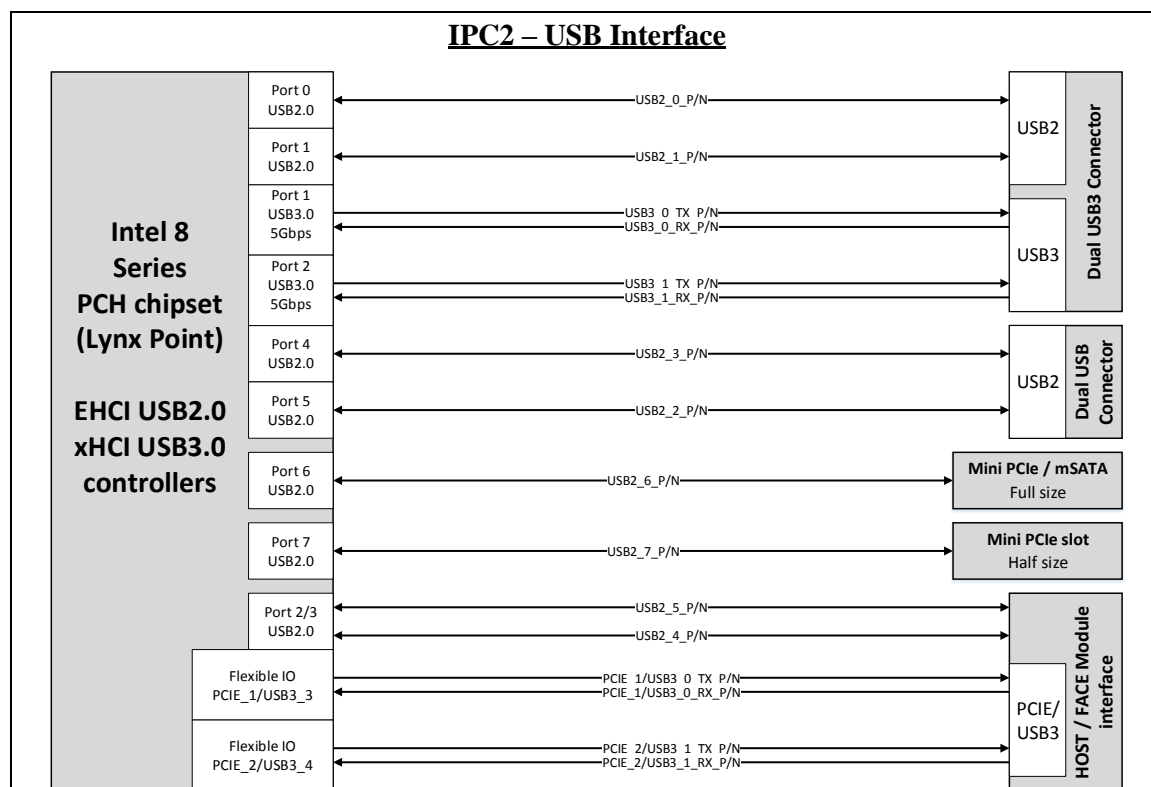 IPC2 – USB Interface
Intel 8
Series
PCH chipset
(Lynx Point)
EHCI USB2.0
xHCI USB3.0
controllers
Port 0
USB2.0
USB2_0_P/N
Port 1
USB2.0
USB2_1_P/N
Port 1
USB3.0
5Gbps
USB3_0_TX_P/N
USB3_0_RX_P/N
Port 2
USB3.0
5Gbps
USB3_1_TX_P/N
USB3_1_RX_P/N
USB2
USB3
Dual USB3 Connector
Port 4
USB2.0
USB2_3_P/N
Port 5
USB2.0
USB2_2_P/N
USB2
Dual USB
Connector
Port 6
USB2.0
USB2_6_P/N
Mini PCIe / mSATA
Full size
Port 7
USB2.0
USB2_7_P/N
Mini PCIe slot
Half size
Port 2/3
USB2.0
USB2_5_P/N
USB2_4_P/N
Flexible IO
PCIE_1/USB3_3
PCIE_1/USB3_0_TX_P/N
PCIE_1/USB3_0_RX_P/N
Flexible IO
PCIE_2/USB3_4
PCIE_2/USB3_1_TX_P/N
PCIE_2/USB3_1_RX_P/N
PCIE/
USB3
HOST / FACE Module
interface